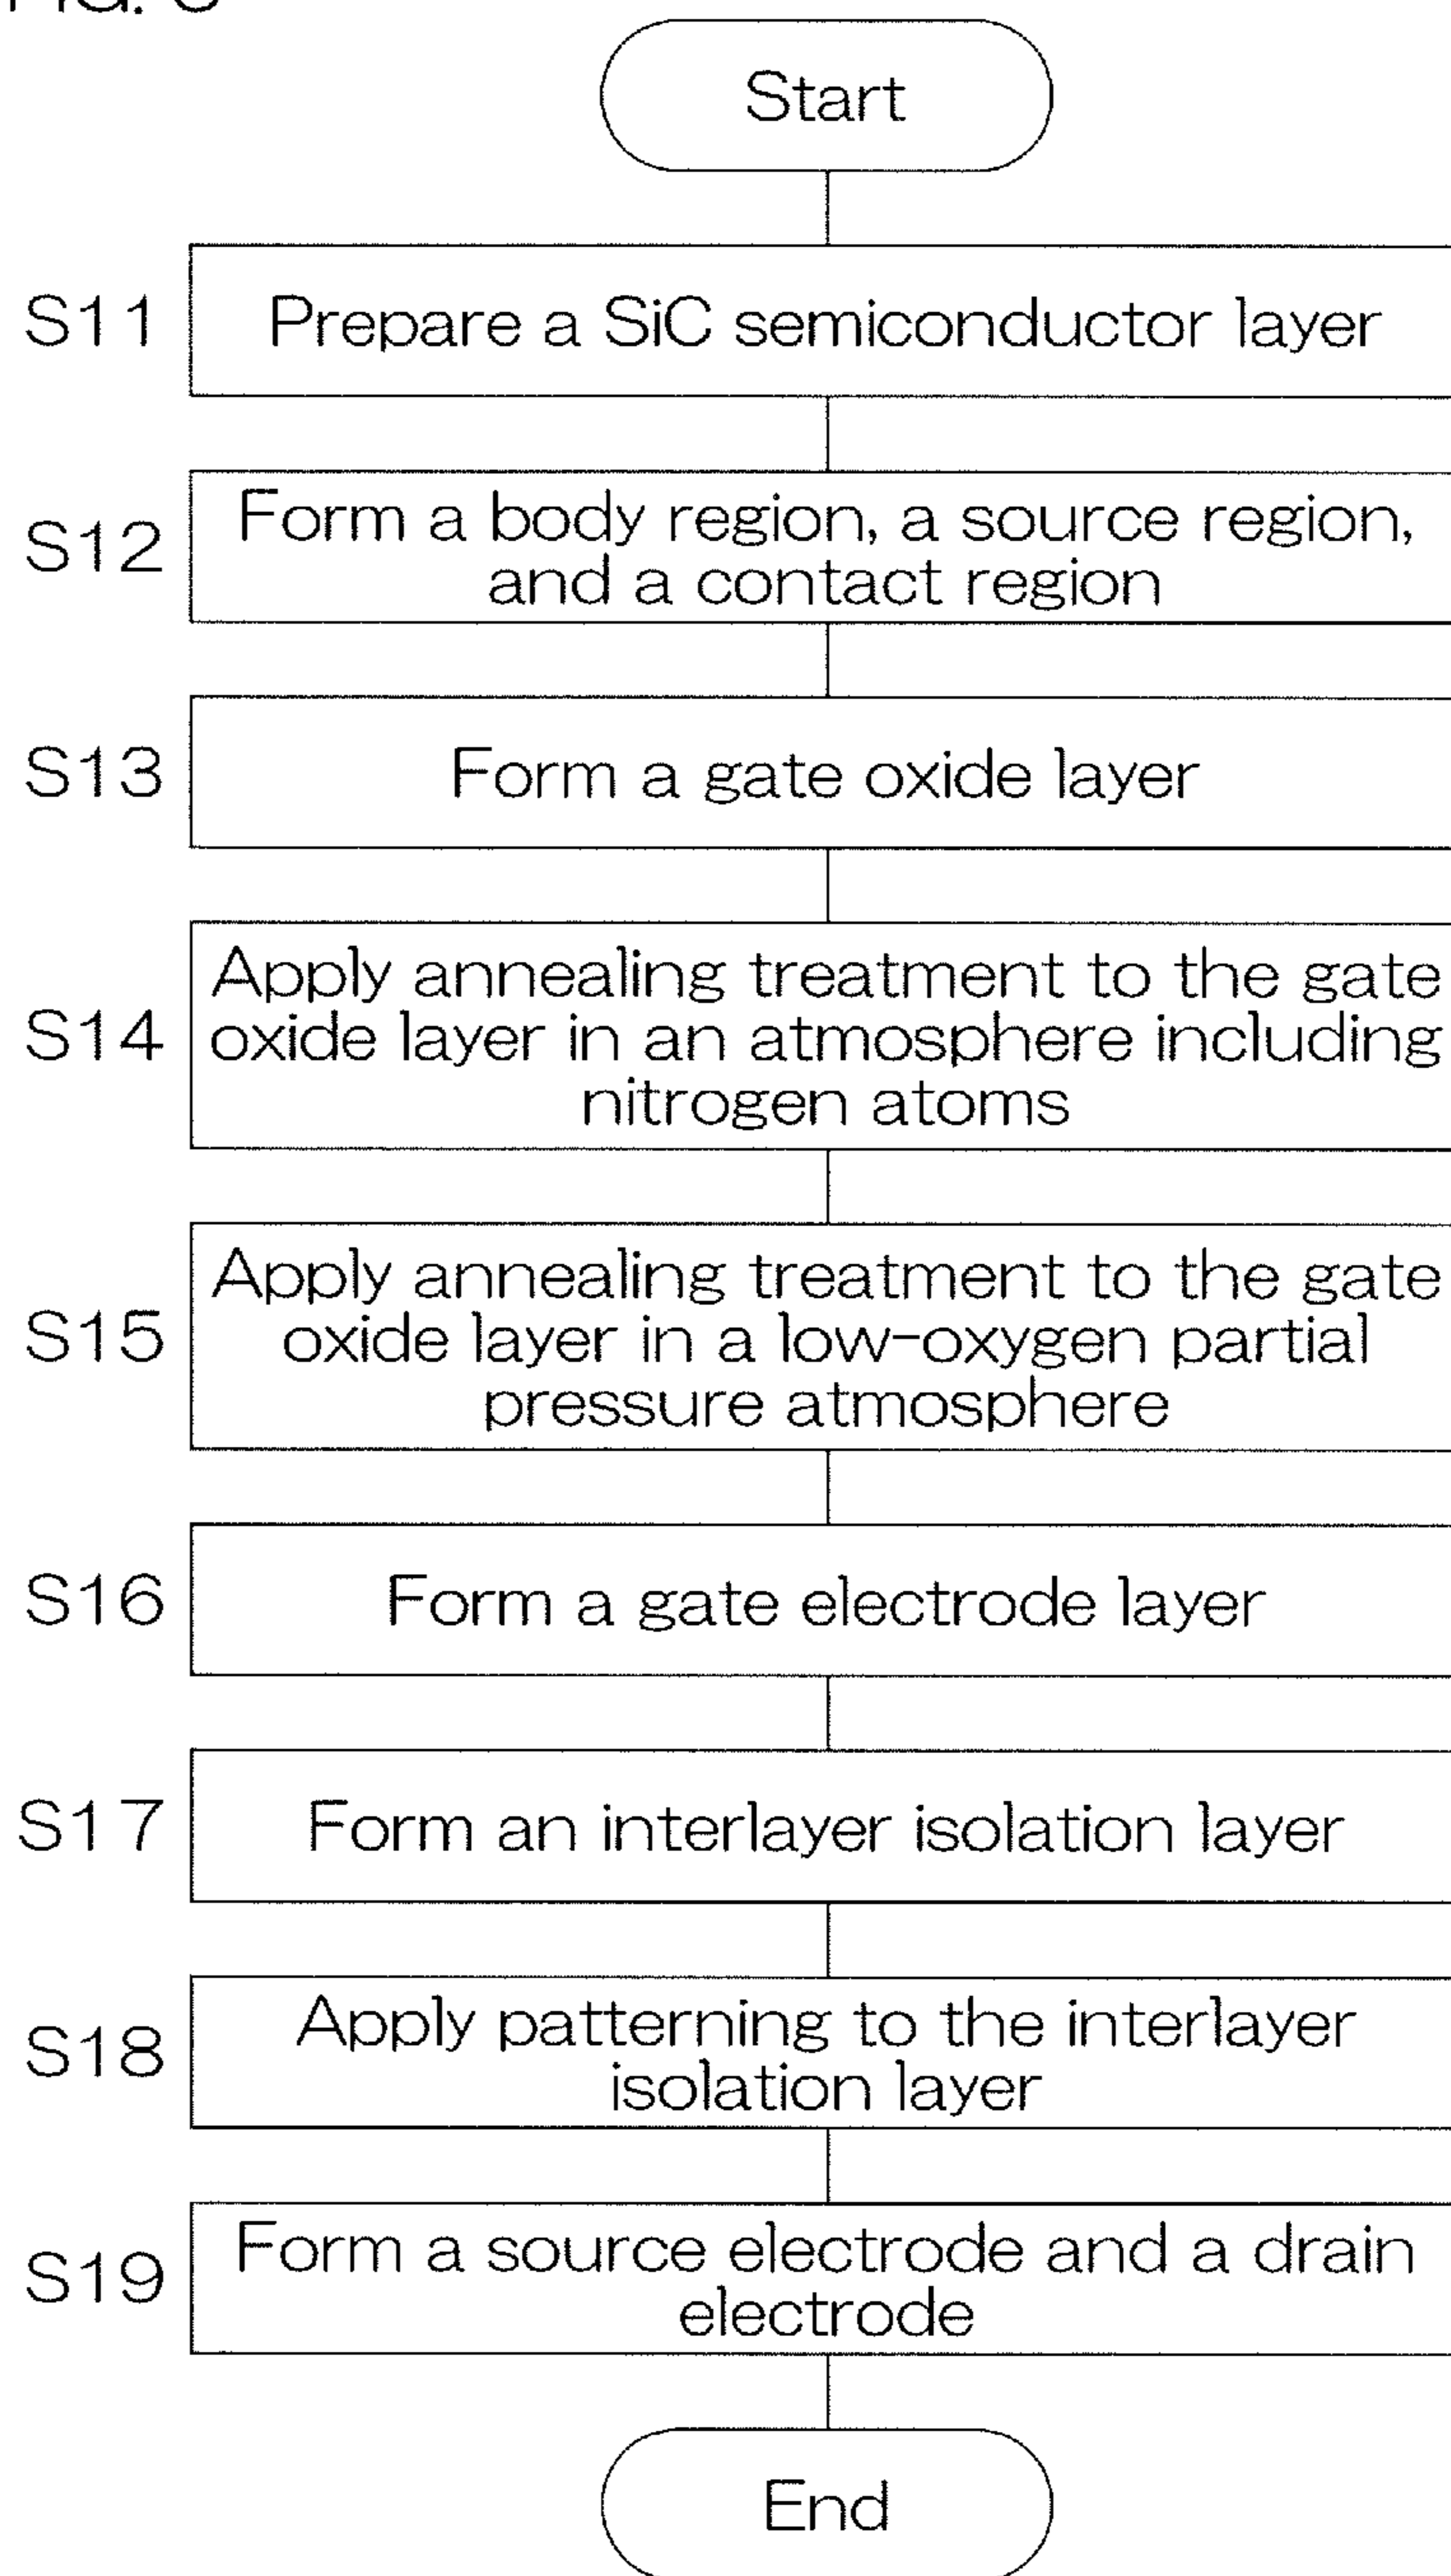 Start
S11 Prepare a SiC semiconductor layer
S12 Form a body region, a source region,
and a contact region
S13 Form a gate oxide layer
S14 Apply annealing treatment to the gate
oxide layer in an atmosphere including
nitrogen atoms
S15 Apply annealing treatment to the gate
oxide layer in a low-oxygen partial
pressure atmosphere
S16 Form a gate electrode layer
S17 Form an interlayer isolation layer
S18 Apply patterning to the interlayer
isolation layer
S19 Form a source electrode and a drain
electrode
End